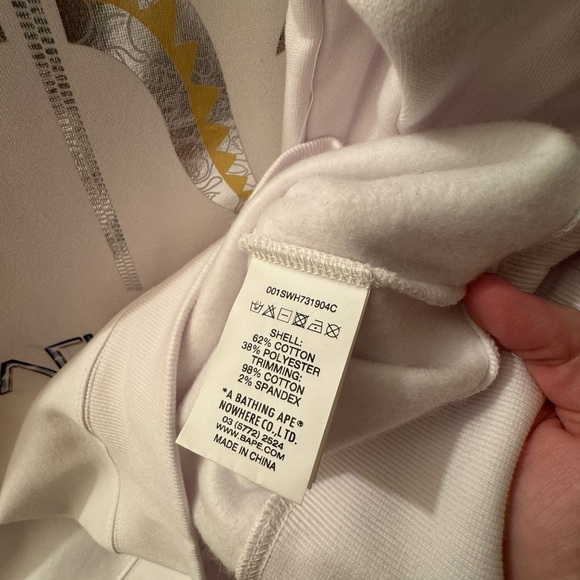 001SWH731904C
SHELL:
62% COTTON
38% POLYESTER
TRIMMING:
98% COTTON
2% SPANDEX
"A BATHING APE®
NOWHERE CO., LTD.
03 (5772) 2524
WWW.BAPE.COM
MADE IN CHINA